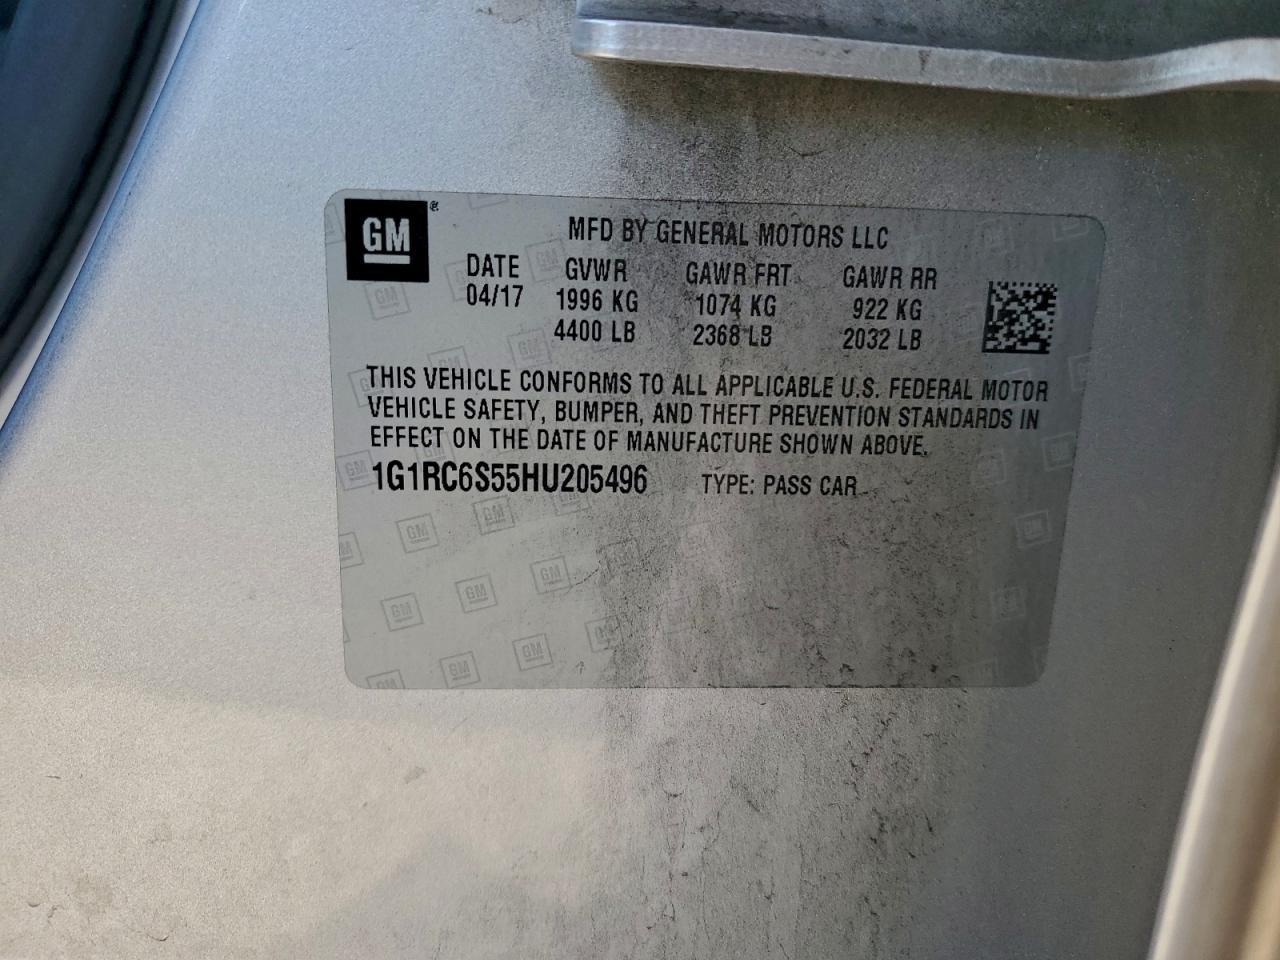 GM®
MFD BY GENERAL MOTORS LLC
DATE GVWR GAWR FRT GAWR RR
04/17 1996 KG 1074 KG 922 KG
4400 LB 2368 LB 2032 LB
THIS VEHICLE CONFORMS TO ALL APPLICABLE U.S. FEDERAL MOTOR
VEHICLE SAFETY, BUMPER, AND THEFT PREVENTION STANDARDS IN
EFFECT ON THE DATE OF MANUFACTURE SHOWN ABOVE.
1G1RC6S55HU205496 TYPE: PASS CAR